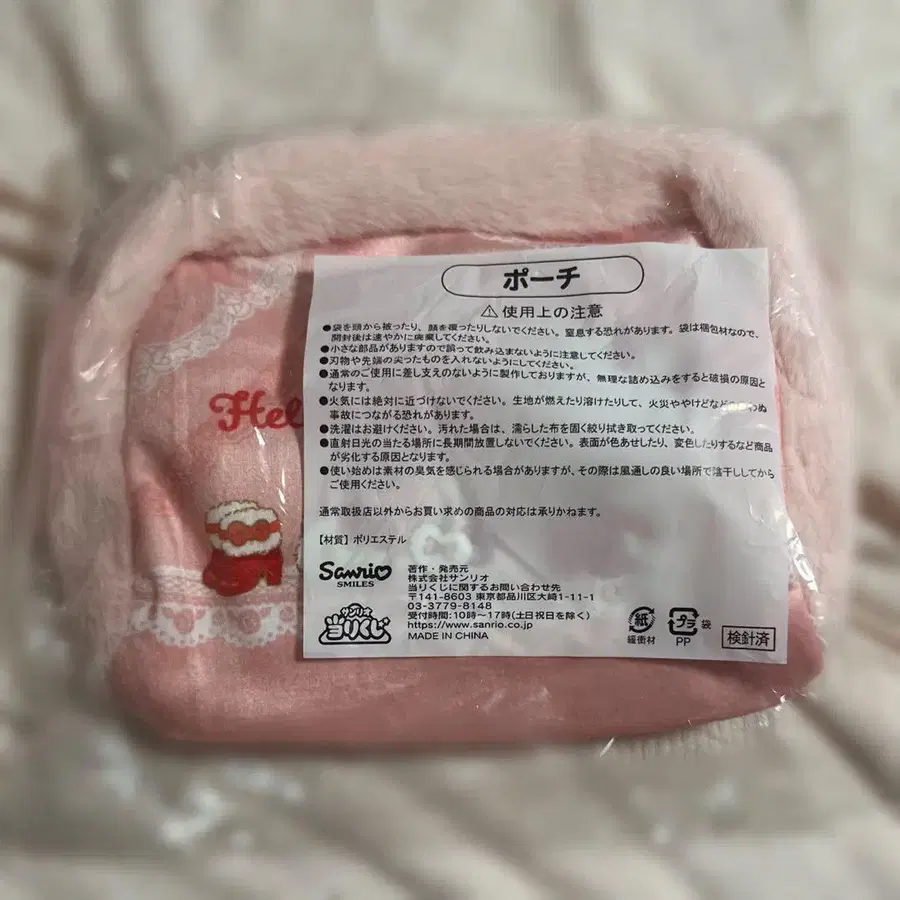 ポーチ
⚠使用上の注意
●袋を頭から被ったり、顔を覆ったりしないでください。窒息する恐れがあります。袋は梱包材なので、
開封後は速やかに廃棄してください。
●小さな部品がありますので誤って飲み込まないように注意してください。
●刃物や先端の尖ったものを入れないようにしてください。
●通常のご使用に差し支えのないように製作しておりますが、無理な詰め込みをすると破損の原因と
なります。
●火気には絶対に近づけないでください。生地が燃えたり溶けたりして、火災ややけどなど
事故につながる恐れがあります。
●洗濯はお避けください。汚れた場合は、濡らした布を固く絞り拭き取ってください。
●直射日光の当たる場所に長期間放置しないでください。表面が色あせしたり、変色したりするなど商品
が劣化する原因となります。
●使い始めは素材の臭気を感じられる場合がありますが、その際は風通しの良い場所で陰干ししてから
ご使用ください。
通常取扱店以外からお買い求めの商品の対応は承りかねます。
【材質】ポリエステル
Hel
Sanrio
SMILES
サンリオ
当りくじ
著作・発売元
株式会社サンリオ
当りくじに関するお問い合わせ先
〒141-8603 東京都品川区大崎1-11-1
03-3779-8148
受付時間:10時〜17時(土日祝日を除く)
https://www.sanrio.co.jp
MADE IN CHINA
紙
緩衝材
プラ 袋
PP
検針済